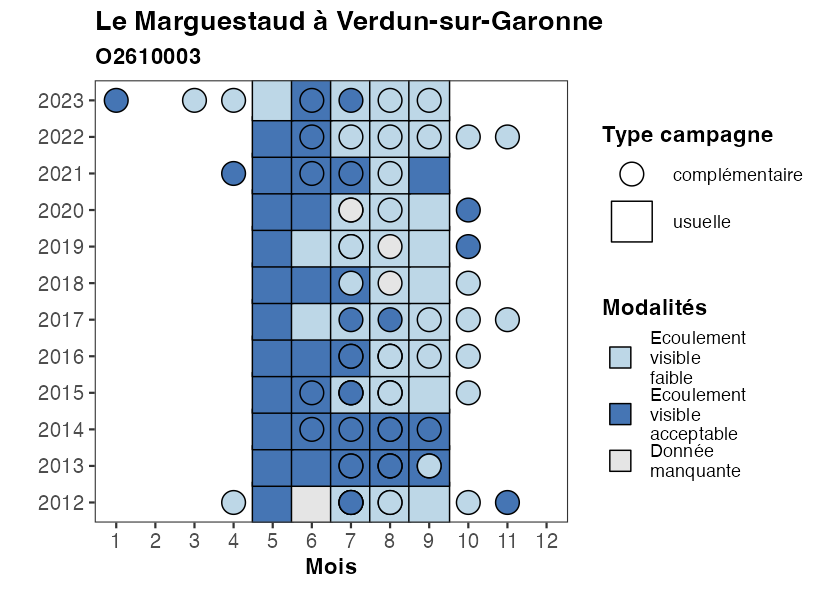 Le Marguestaud à Verdun-sur-Garonne
O2610003
2023
2022
2021
2020
2019
2018
2017
2016
2015
2014
2013
2012
1 2 3 4 5 6 7 8 9 10 11 12
Mois
Type campagne
complémentaire
usuelle
Modalités
Ecoulement
visible
faible
Ecoulement
visible
acceptable
Donnée
manquante